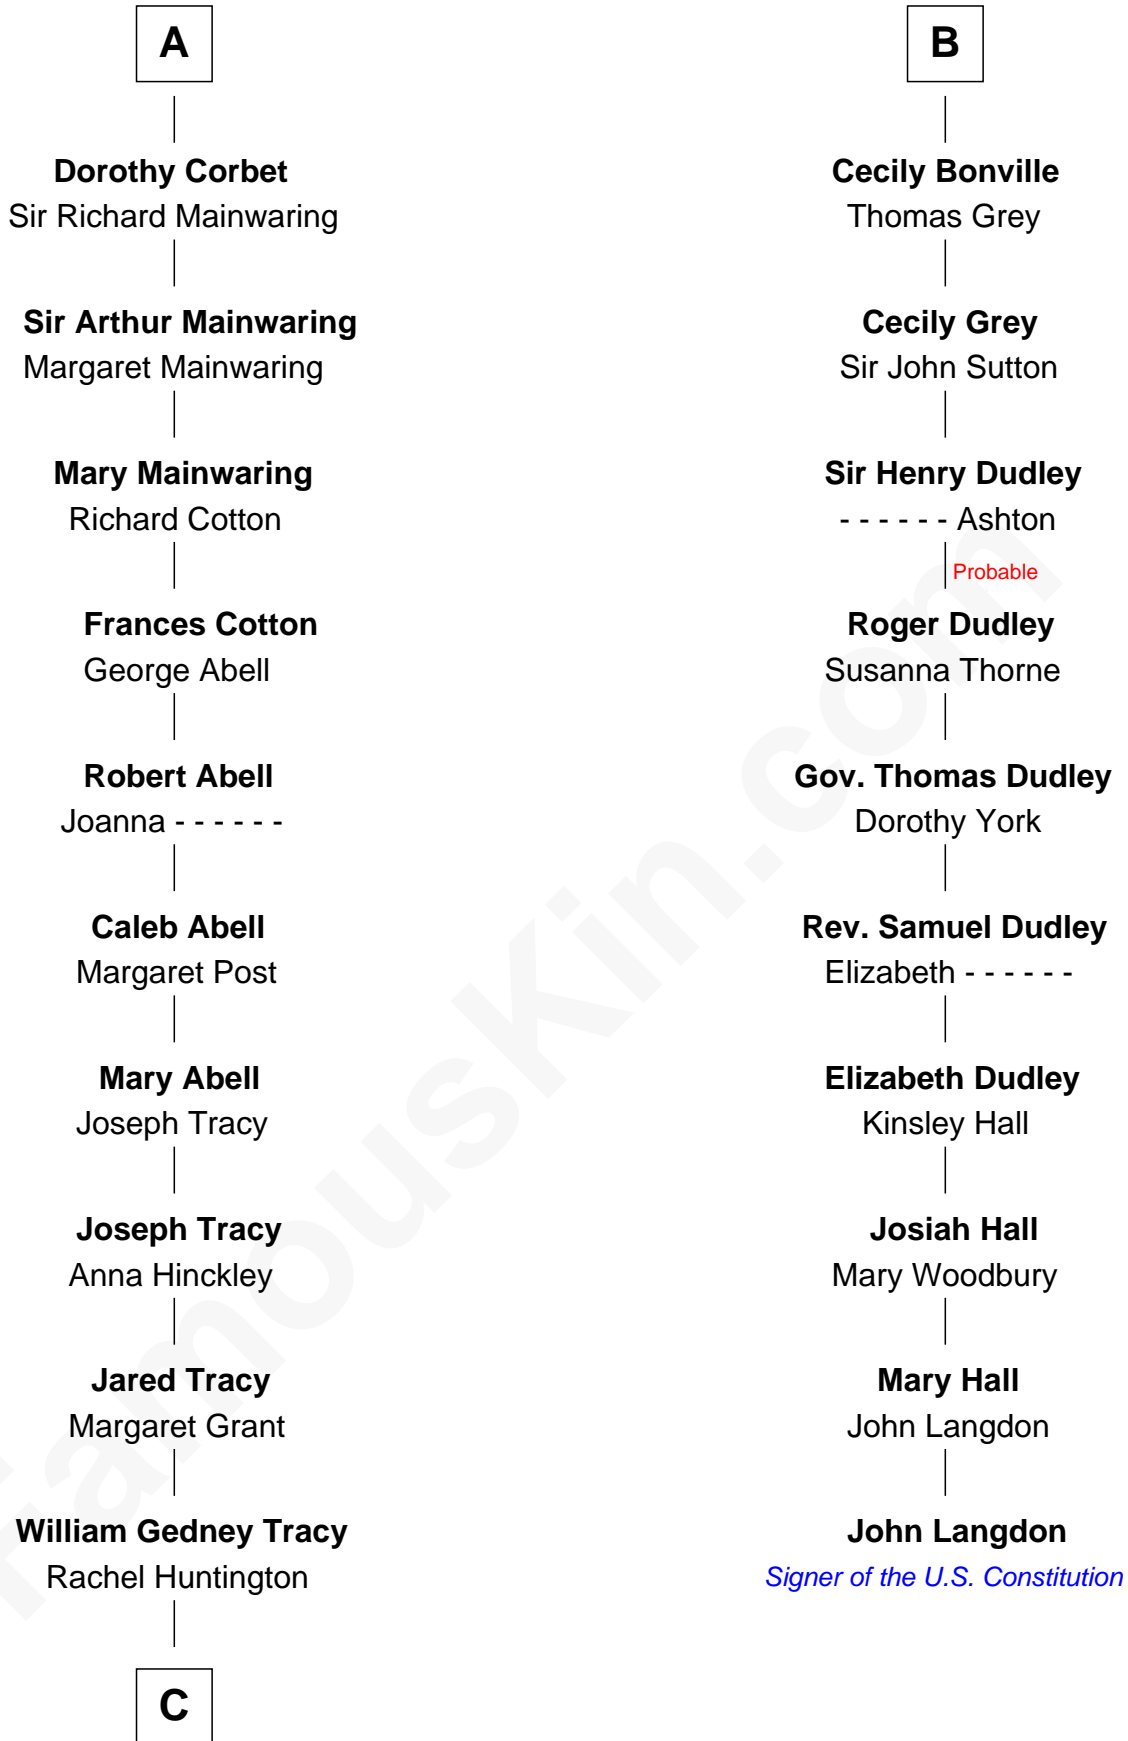 A
Dorothy Corbet
Sir Richard Mainwaring
Sir Arthur Mainwaring
Margaret Mainwaring
Mary Mainwaring
Richard Cotton
Frances Cotton
George Abell
Robert Abell
Joanna - - - - - -
Caleb Abell
Margaret Post
Mary Abell
Joseph Tracy
Joseph Tracy
Anna Hinckley
Jared Tracy
Margaret Grant
William Gedney Tracy
Rachel Huntington
C
B
Cecily Bonville
Thomas Grey
Cecily Grey
Sir John Sutton
Sir Henry Dudley
- - - - - - Ashton
Probable
Roger Dudley
Susanna Thorne
Gov. Thomas Dudley
Dorothy York
Rev. Samuel Dudley
Elizabeth - - - - - -
Elizabeth Dudley
Kinsley Hall
Josiah Hall
Mary Woodbury
Mary Hall
John Langdon
John Langdon
Signer of the U.S. Constitution
FamousKin.com